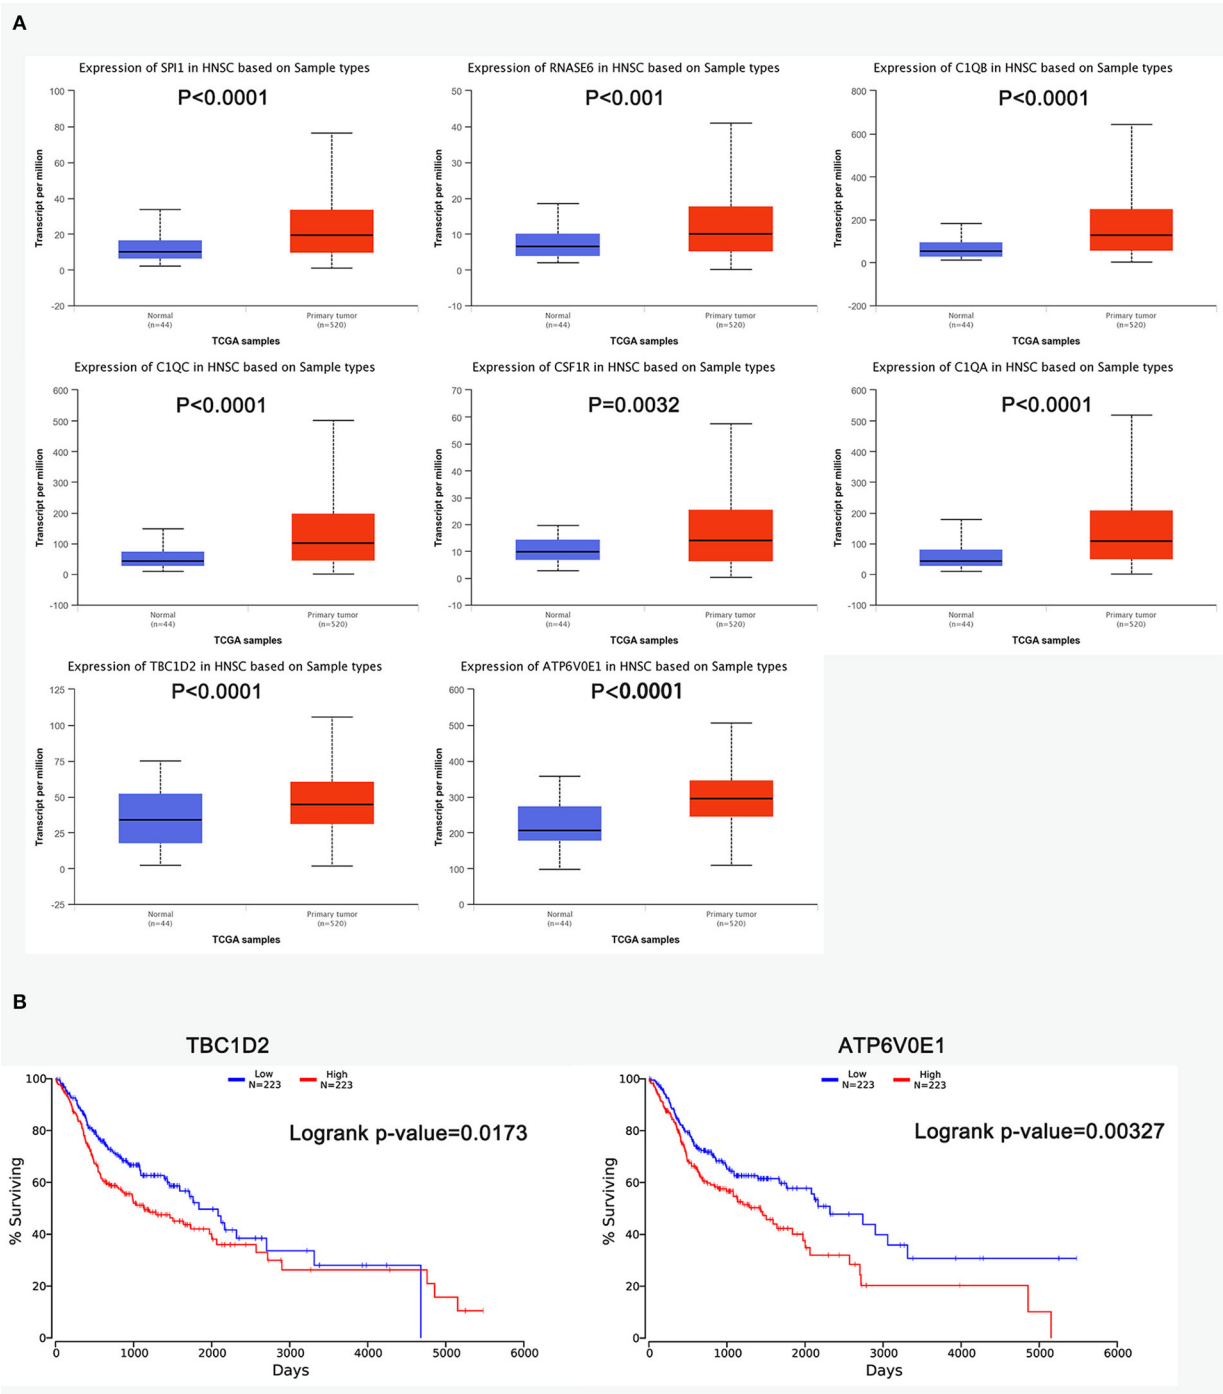 A
Expression of SPI1 in HNSC based on Sample types
P<0.0001
Transcript per million
100
80
60
40
20
0
-20
Normal
(n=44)
Primary tumor
(n=520)
TCGA samples
Expression of RNASE6 in HNSC based on Sample types
P<0.001
Transcript per million
50
40
30
20
10
0
-10
Normal
(n=44)
Primary tumor
(n=520)
TCGA samples
Expression of C1QB in HNSC based on Sample types
P<0.0001
Transcript per million
800
600
400
200
0
-200
Normal
(n=44)
Primary tumor
(n=520)
TCGA samples
Expression of C1QC in HNSC based on Sample types
P<0.0001
Transcript per million
600
500
400
300
200
100
0
-100
Normal
(n=44)
Primary tumor
(n=520)
TCGA samples
Expression of CSF1R in HNSC based on Sample types
P=0.0032
Transcript per million
70
60
50
40
30
20
10
0
-10
Normal
(n=44)
Primary tumor
(n=520)
TCGA samples
Expression of C1QA in HNSC based on Sample types
P<0.0001
Transcript per million
600
500
400
300
200
100
0
-100
Normal
(n=44)
Primary tumor
(n=520)
TCGA samples
Expression of TBC1D2 in HNSC based on Sample types
P<0.0001
Transcript per million
125
100
75
50
25
0
-25
Normal
(n=44)
Primary tumor
(n=520)
TCGA samples
Expression of ATP6V0E1 in HNSC based on Sample types
P<0.0001
Transcript per million
600
500
400
300
200
100
0
Normal
(n=44)
Primary tumor
(n=520)
TCGA samples
B
TBC1D2
Low
N=223
High
N=223
Logrank p-value=0.0173
% Surviving
100
80
60
40
20
0
0 1000 2000 3000 4000 5000 6000
Days
ATP6V0E1
Low
N=223
High
N=223
Logrank p-value=0.00327
% Surviving
100
80
60
40
20
0
0 1000 2000 3000 4000 5000 6000
Days